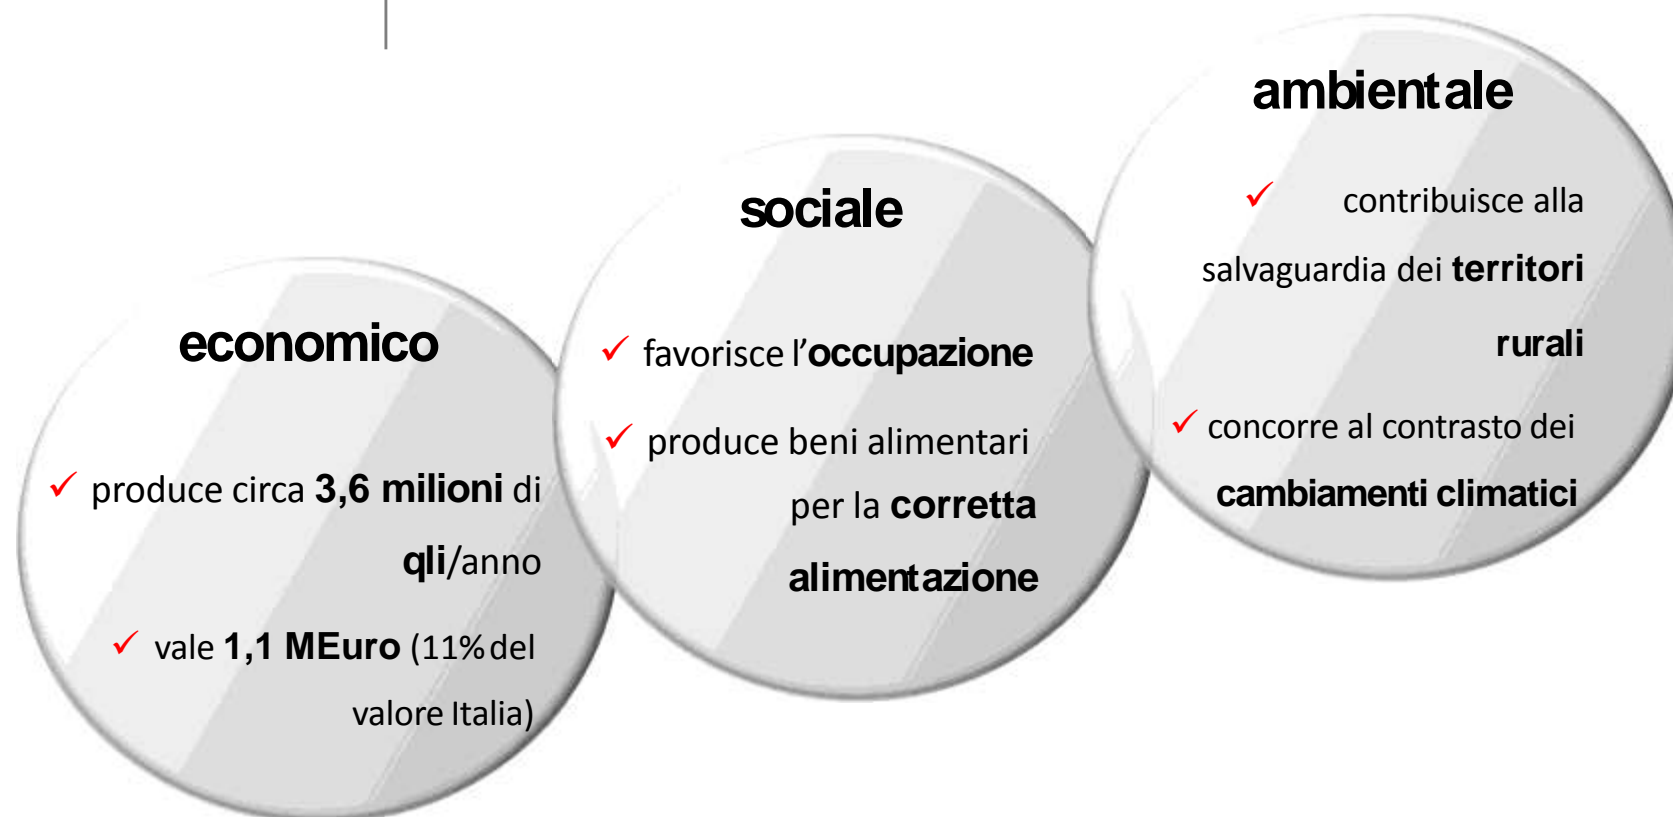 economico
produce circa 3,6 milioni di
qli/anno
vale 1,1 MEuro (11% del
valore Italia)
sociale
favorisce l’occupazione
produce beni alimentari
per la corretta
alimentazione
ambientale
contribuisce alla
salvaguardia dei territori
rurali
concorre al contrasto dei
cambiamenti climatici